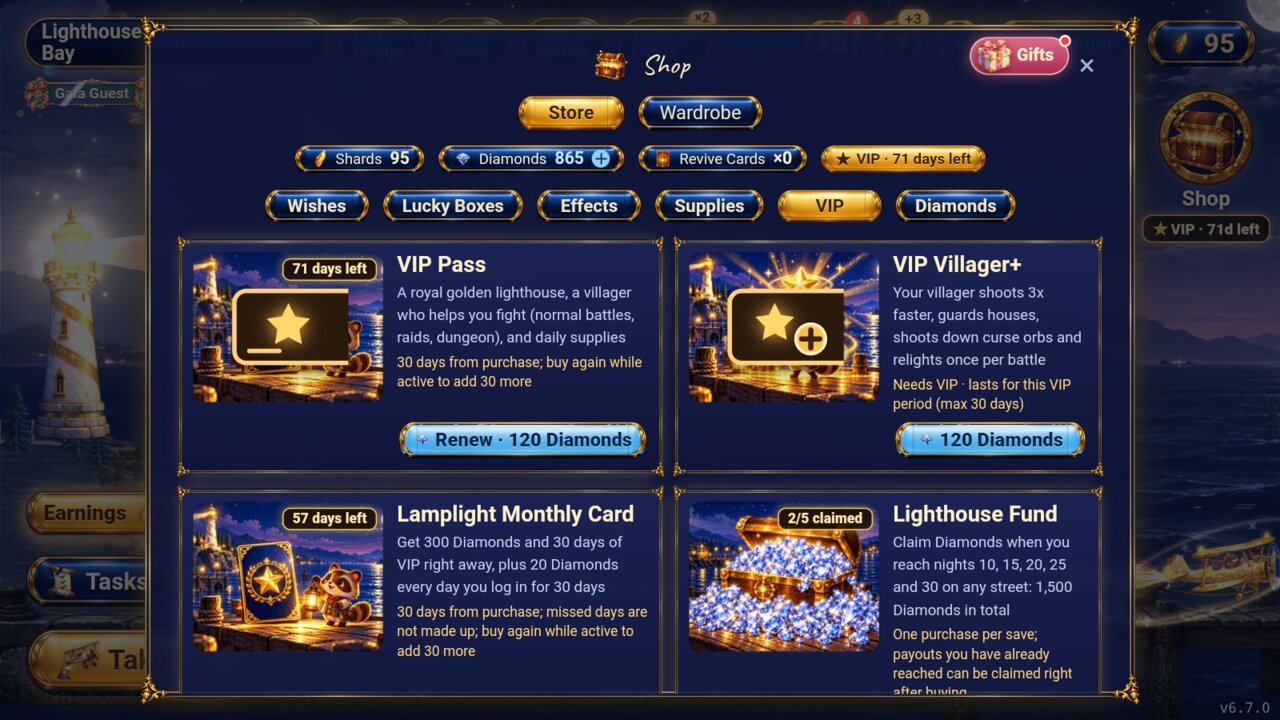 Lighthouse
Bay
Gala Guest
×2
4
+3
Shop
Gifts
×
95
Store
Wardrobe
Shards 95
Diamonds 865 +
Revive Cards ×0
★ VIP · 71 days left
Wishes
Lucky Boxes
Effects
Supplies
VIP
Diamonds
Shop
★ VIP · 71d left
71 days left
VIP Pass
A royal golden lighthouse, a villager
who helps you fight (normal battles,
raids, dungeon), and daily supplies
30 days from purchase; buy again while
active to add 30 more
Renew · 120 Diamonds
VIP Villager+
Your villager shoots 3x
faster, guards houses,
shoots down curse orbs and
relights once per battle
Needs VIP · lasts for this VIP
period (max 30 days)
120 Diamonds
57 days left
Lamplight Monthly Card
Get 300 Diamonds and 30 days of
VIP right away, plus 20 Diamonds
every day you log in for 30 days
30 days from purchase; missed days are
not made up; buy again while active to
add 30 more
2/5 claimed
Lighthouse Fund
Claim Diamonds when you
reach nights 10, 15, 20, 25
and 30 on any street: 1,500
Diamonds in total
One purchase per save;
payouts you have already
reached can be claimed right
after buying
Earnings
Tasks
v6.7.0